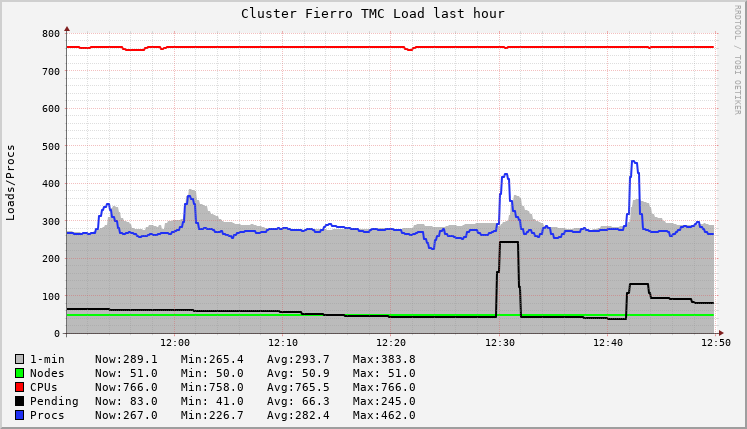 Cluster Fierro TMC Load last hour
RRDTOOL / TOBI OETIKER
Loads/Procs
800
700
600
500
400
300
200
100
0
12:00 12:10 12:20 12:30 12:40 12:50
1-min Now:289.1 Min:265.4 Avg:293.7 Max:383.8
Nodes Now: 51.0 Min: 50.0 Avg: 50.9 Max: 51.0
CPUs Now:766.0 Min:758.0 Avg:765.5 Max:766.0
Pending Now: 83.0 Min: 41.0 Avg: 66.3 Max:245.0
Procs Now:267.0 Min:226.7 Avg:282.4 Max:462.0